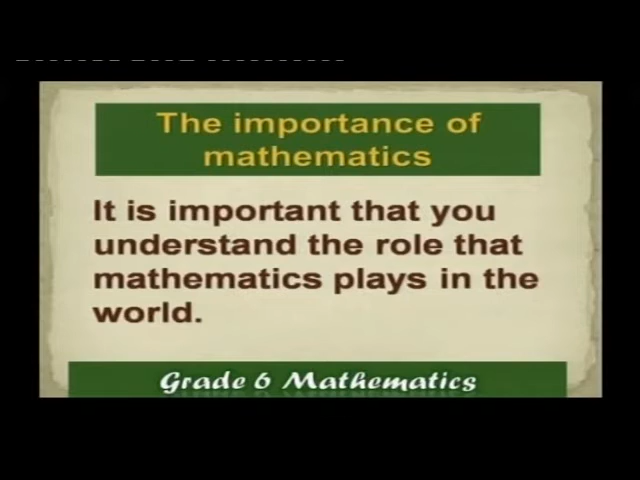 The importance of
mathematics
It is important that you
understand the role that
mathematics plays in the
world.
Grade 6 Mathematics